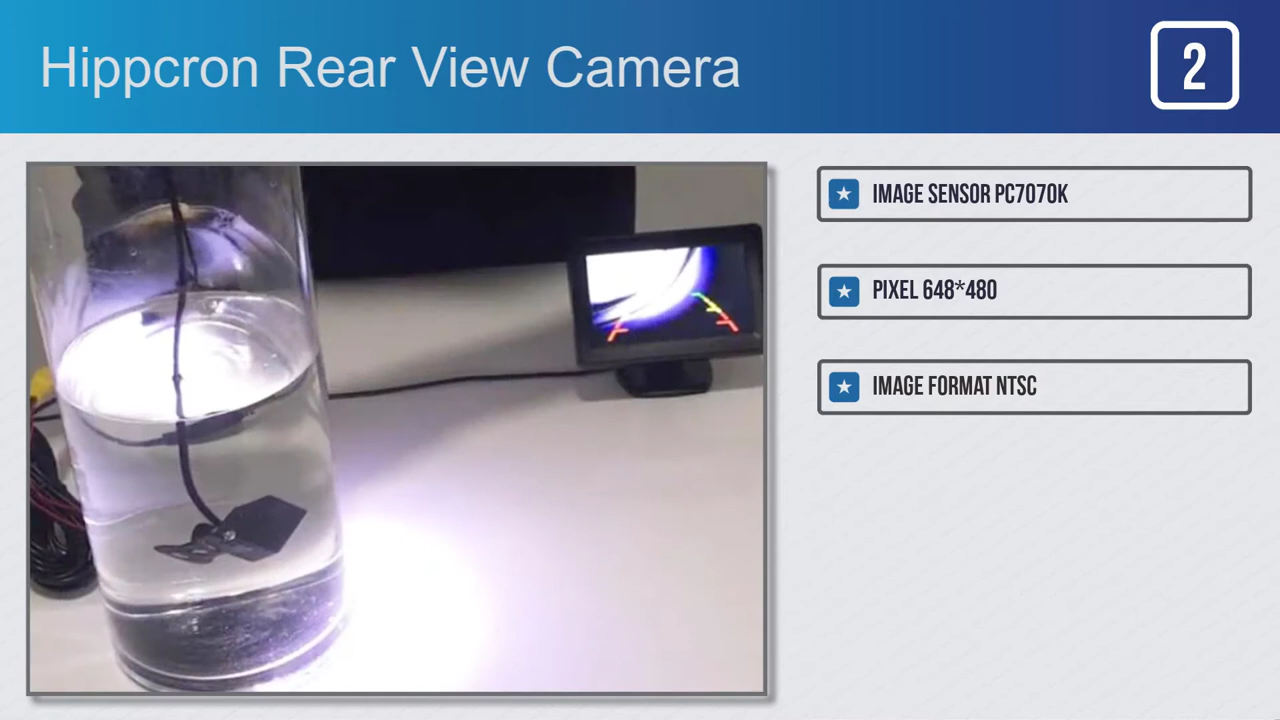 Hippcron Rear View Camera
2
IMAGE SENSOR PC7070K
PIXEL 648*480
IMAGE FORMAT NTSC